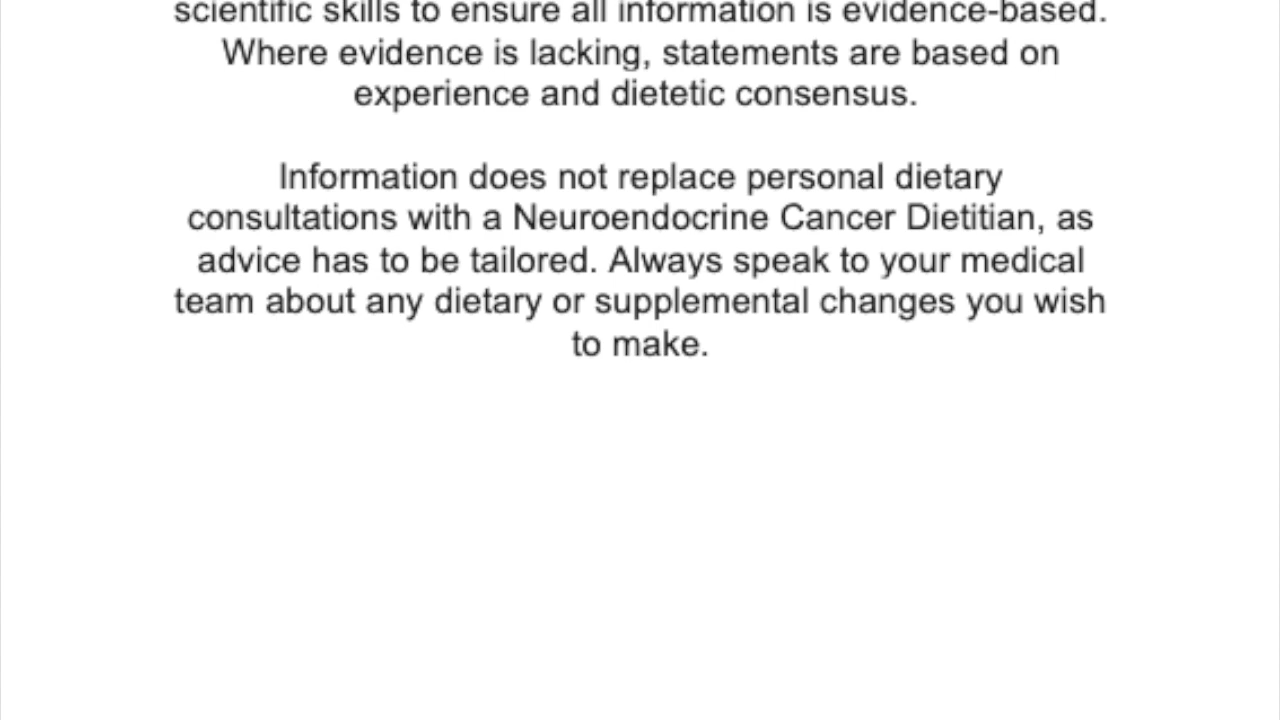 scientific skills to ensure all information is evidence-based.
Where evidence is lacking, statements are based on
experience and dietetic consensus.
Information does not replace personal dietary
consultations with a Neuroendocrine Cancer Dietitian, as
advice has to be tailored. Always speak to your medical
team about any dietary or supplemental changes you wish
to make.